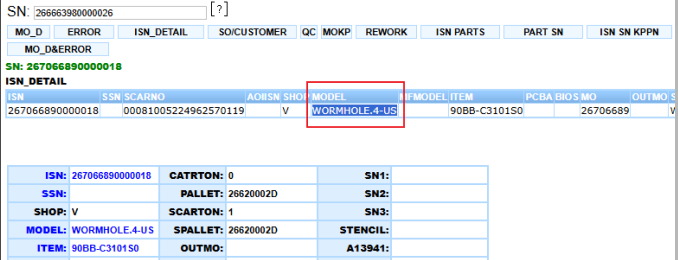 SN: 266663980000026 [?]
MO_D ERROR ISN_DETAIL SO/CUSTOMER QC MOKP REWORK ISN PARTS PART SN ISN SN KPPN
MO_D&ERROR
SN: 267066890000018
ISN_DETAIL
ISN SSN SCARNO AOIISN SHOP MODEL MFMODEL ITEM PCBA BIOS MO OUTMO S
267066890000018 00081005224962570119 V WORMHOLE.4-US 90BB-C3101S0 26706689 W
ISN: 267066890000018 CATRTON: 0 SN1:
SSN: PALLET: 26620002D SN2:
SHOP: V SCARTON: 1 SN3:
MODEL: WORMHOLE.4-US SPALLET: 26620002D STENCIL:
ITEM: 90BB-C3101S0 OUTMO: A13941: